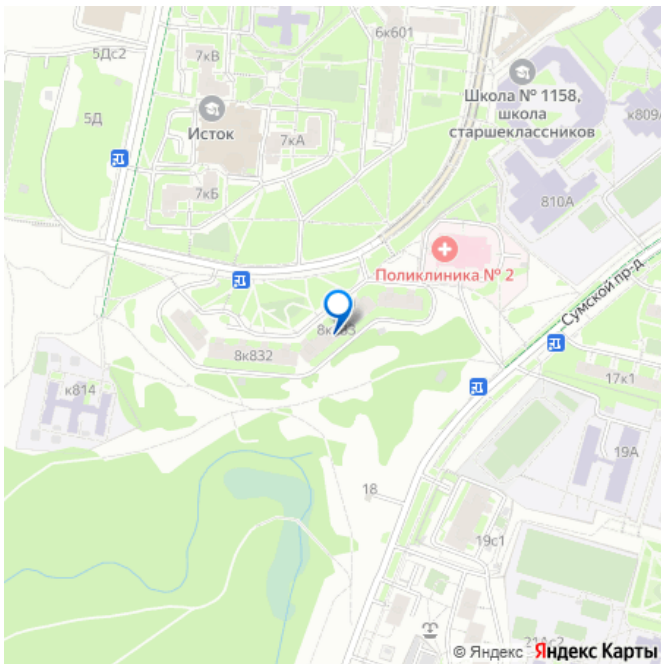 5Дс2
7кВ
6к601
5Д
Исток
7кА
Школа № 1158,
школа
старшеклассников
к809А
7кБ
810А
Поликлиника № 2
Сумской пр-д
8к832
17к1
к814
19А
18
19с1
© Яндекс Яндекс Карты